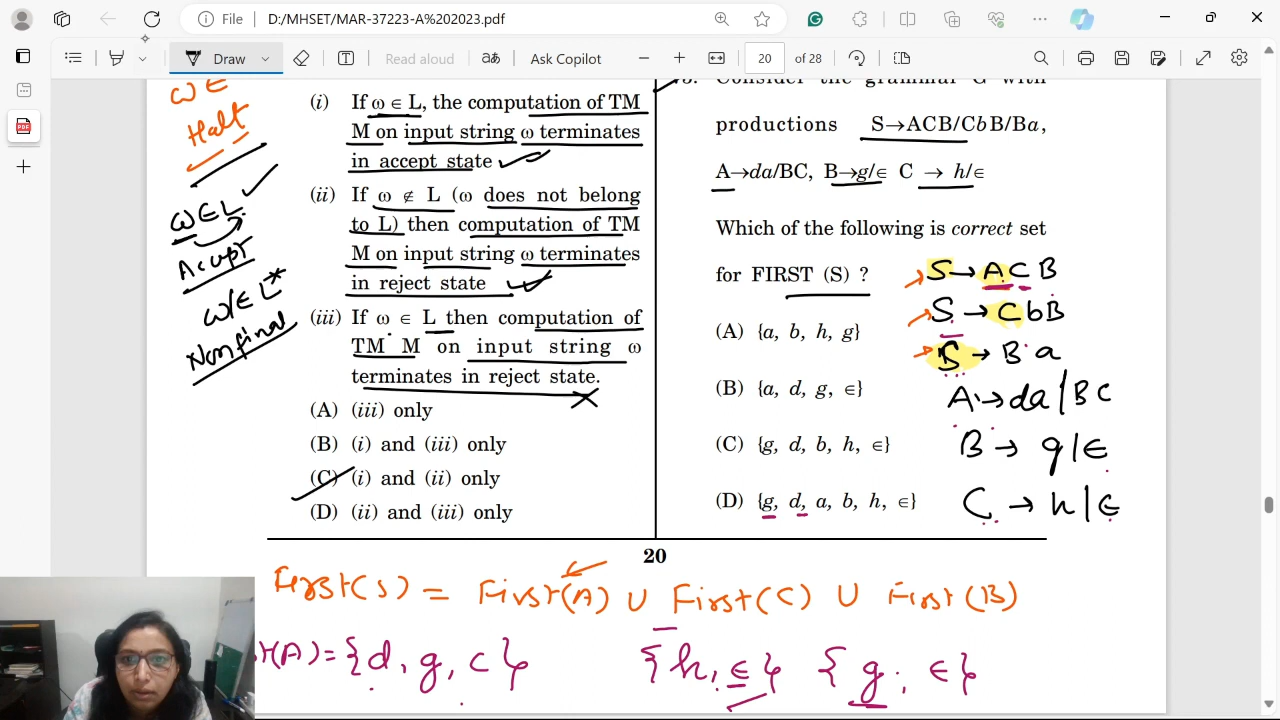 File D:/MHSET/MAR-37223-A%202023.pdf
Draw Read aloud Ask Copilot 20 of 28
ω ∈
Halt
ω ∈ L
Accept
Non final
(i) If ω ∈ L, the computation of TM
M on input string ω terminates
in accept state
(ii) If ω ∉ L (ω does not belong
to L) then computation of TM
M on input string ω terminates
in reject state
(iii) If ω ∈ L then computation of
TM M on input string ω
terminates in reject state.
(A) (iii) only
(B) (i) and (iii) only
(C) (i) and (ii) only
(D) (ii) and (iii) only
Consider the grammar G with
productions S→ACB/CbB/Ba,
A→da/BC, B→g/∈ C → h/∈
Which of the following is correct set
for FIRST (S) ?
(A) {a, b, h, g}
(B) {a, d, g, ∈}
(C) {g, d, b, h, ∈}
(D) {g, d, a, b, h, ∈}
S → A C B
S → C b B
S → B a
A → da | BC
B → g | ∈
C → h | ∈
20
First(S) = First(A) ∪ First(C) ∪ First(B)
(A) = {d, g, c} {h, ∈} {g, ∈}